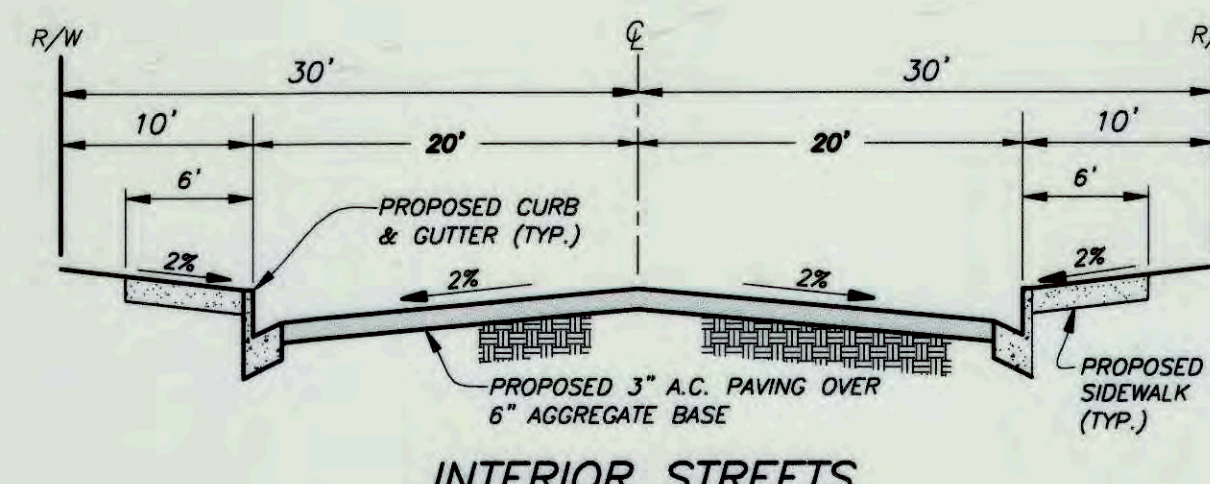 R/W ℄ R/
30' 30'
10' 20' 20' 10'
6' 6'
PROPOSED CURB
& GUTTER (TYP.)
2% 2% 2% 2%
PROPOSED 3" A.C. PAVING OVER
6" AGGREGATE BASE
PROPOSED
SIDEWALK
(TYP.)
INTERIOR STREETS